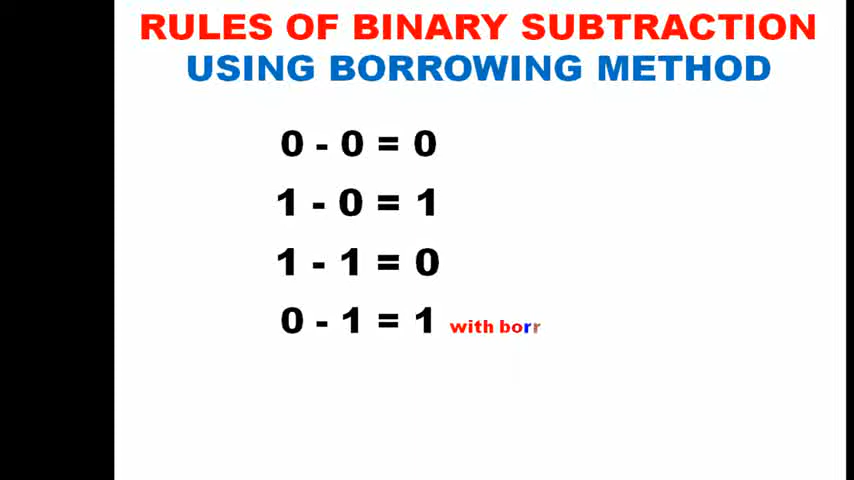 RULES OF BINARY SUBTRACTION
USING BORROWING METHOD
0 - 0 = 0
1 - 0 = 1
1 - 1 = 0
0 - 1 = 1 with borr